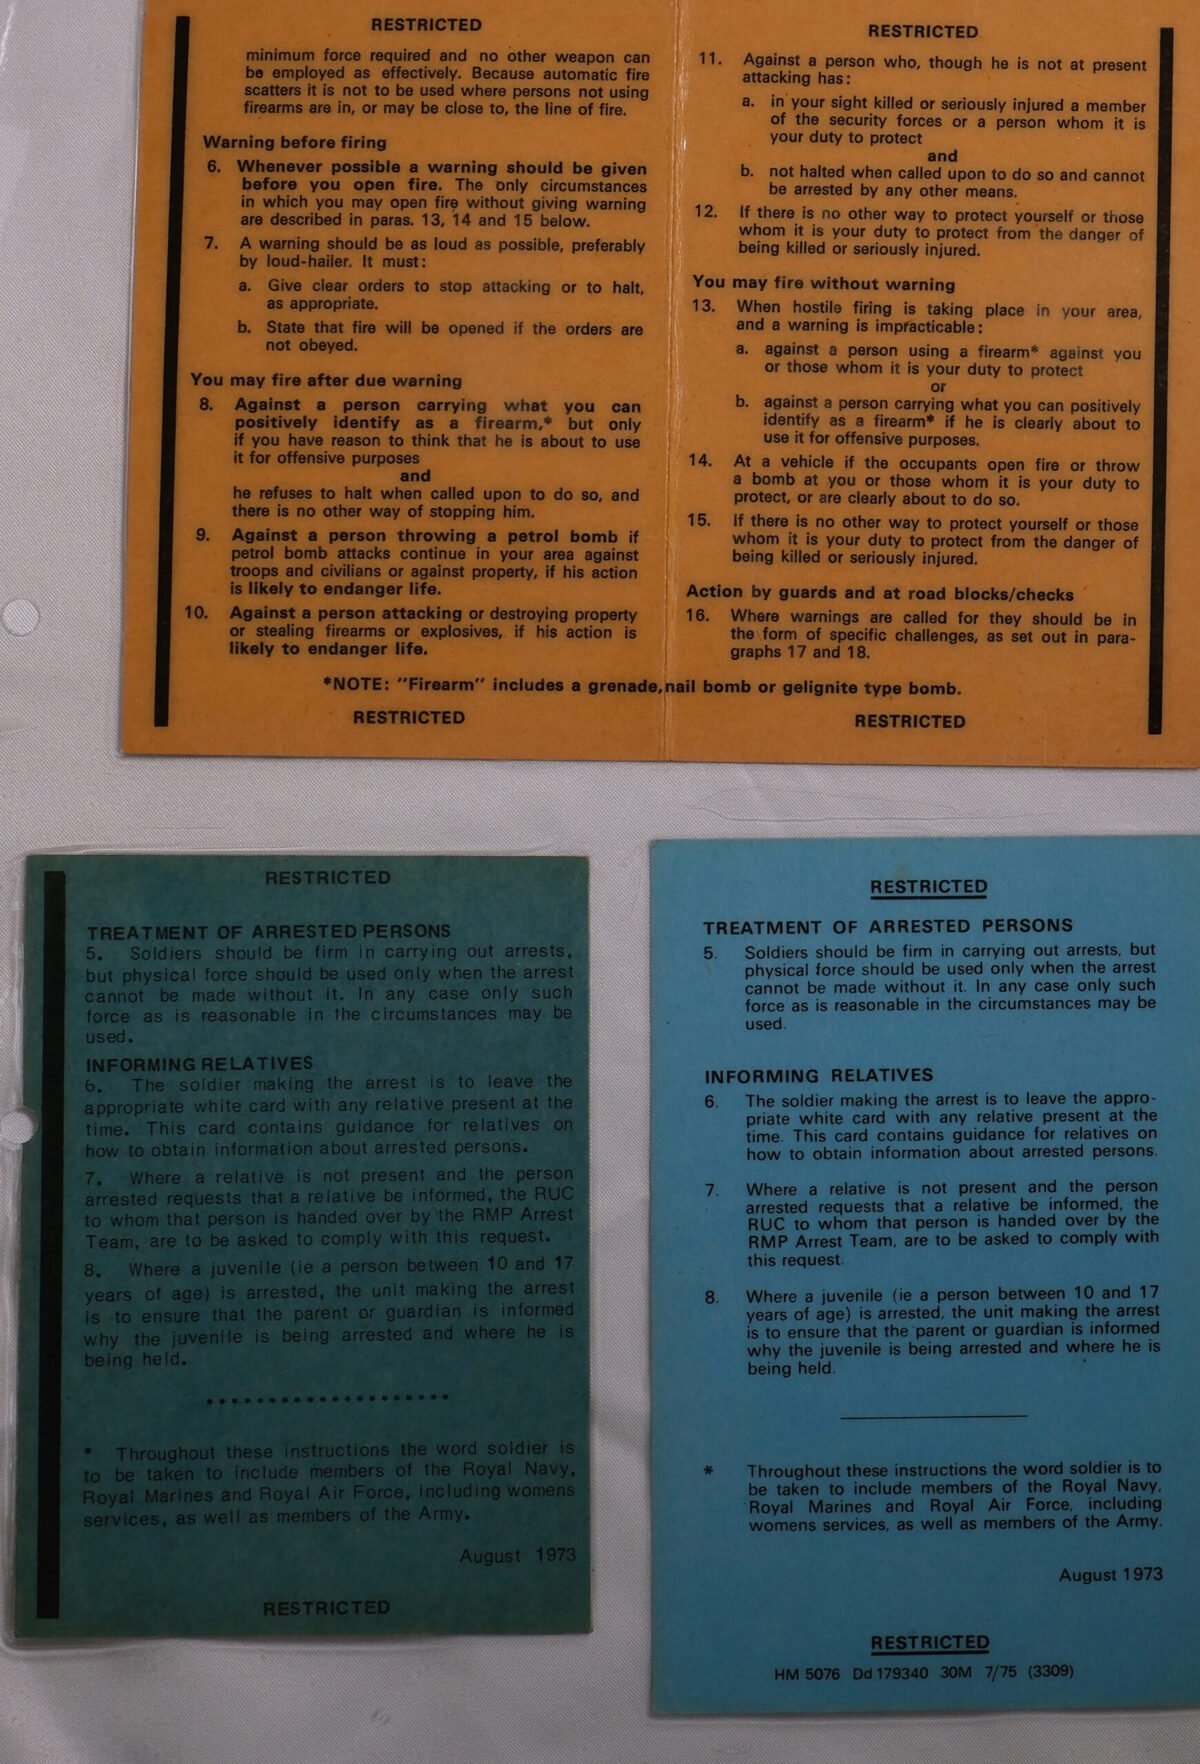 RESTRICTED
minimum force required and no other weapon can
be employed as effectively. Because automatic fire
scatters it is not to be used where persons not using
firearms are in, or may be close to, the line of fire.
Warning before firing
6. Whenever possible a warning should be given
before you open fire. The only circumstances
in which you may open fire without giving warning
are described in paras. 13, 14 and 15 below.
7. A warning should be as loud as possible, preferably
by loud-hailer. It must:
a. Give clear orders to stop attacking or to halt,
as appropriate.
b. State that fire will be opened if the orders are
not obeyed.
You may fire after due warning
8. Against a person carrying what you can
positively identify as a firearm,* but only
if you have reason to think that he is about to use
it for offensive purposes
and
he refuses to halt when called upon to do so, and
there is no other way of stopping him.
9. Against a person throwing a petrol bomb if
petrol bomb attacks continue in your area against
troops and civilians or against property, if his action
is likely to endanger life.
10. Against a person attacking or destroying property
or stealing firearms or explosives, if his action is
likely to endanger life.
RESTRICTED
11. Against a person who, though he is not at present
attacking has:
a. in your sight killed or seriously injured a member
of the security forces or a person whom it is
your duty to protect
and
b. not halted when called upon to do so and cannot
be arrested by any other means.
12. If there is no other way to protect yourself or those
whom it is your duty to protect from the danger of
being killed or seriously injured.
You may fire without warning
13. When hostile firing is taking place in your area,
and a warning is impracticable:
a. against a person using a firearm* against you
or those whom it is your duty to protect
or
b. against a person carrying what you can positively
identify as a firearm* if he is clearly about to
use it for offensive purposes.
14. At a vehicle if the occupants open fire or throw
a bomb at you or those whom it is your duty to
protect, or are clearly about to do so.
15. If there is no other way to protect yourself or those
whom it is your duty to protect from the danger of
being killed or seriously injured.
Action by guards and at road blocks/checks
16. Where warnings are called for they should be in
the form of specific challenges, as set out in para-
graphs 17 and 18.
*NOTE: "Firearm" includes a grenade, nail bomb or gelignite type bomb.
RESTRICTED
RESTRICTED
RESTRICTED
TREATMENT OF ARRESTED PERSONS
5. Soldiers should be firm in carrying out arrests,
but physical force should be used only when the arrest
cannot be made without it. In any case only such
force as is reasonable in the circumstances may be
used.
INFORMING RELATIVES
6. The soldier making the arrest is to leave the
appropriate white card with any relative present at the
time. This card contains guidance for relatives on
how to obtain information about arrested persons.
7. Where a relative is not present and the person
arrested requests that a relative be informed, the RUC
to whom that person is handed over by the RMP Arrest
Team, are to be asked to comply with this request.
8. Where a juvenile (ie a person between 10 and 17
years of age) is arrested, the unit making the arrest
is to ensure that the parent or guardian is informed
why the juvenile is being arrested and where he is
being held.
* * * * * * * * * * * * * * * * * * * * *
* Throughout these instructions the word soldier is
to be taken to include members of the Royal Navy,
Royal Marines and Royal Air Force, including womens
services, as well as members of the Army.
August 1973
RESTRICTED
RESTRICTED
TREATMENT OF ARRESTED PERSONS
5. Soldiers should be firm in carrying out arrests, but
physical force should be used only when the arrest
cannot be made without it. In any case only such
force as is reasonable in the circumstances may be
used.
INFORMING RELATIVES
6. The soldier making the arrest is to leave the appro-
priate white card with any relative present at the
time. This card contains guidance for relatives on
how to obtain information about arrested persons.
7. Where a relative is not present and the person
arrested requests that a relative be informed, the
RUC to whom that person is handed over by the
RMP Arrest Team, are to be asked to comply with
this request.
8. Where a juvenile (ie a person between 10 and 17
years of age) is arrested, the unit making the arrest
is to ensure that the parent or guardian is informed
why the juvenile is being arrested and where he is
being held.
* Throughout these instructions the word soldier is to
be taken to include members of the Royal Navy,
Royal Marines and Royal Air Force, including
womens services, as well as members of the Army.
August 1973
RESTRICTED
HM 5076 Dd 179340 30M 7/75 (3309)